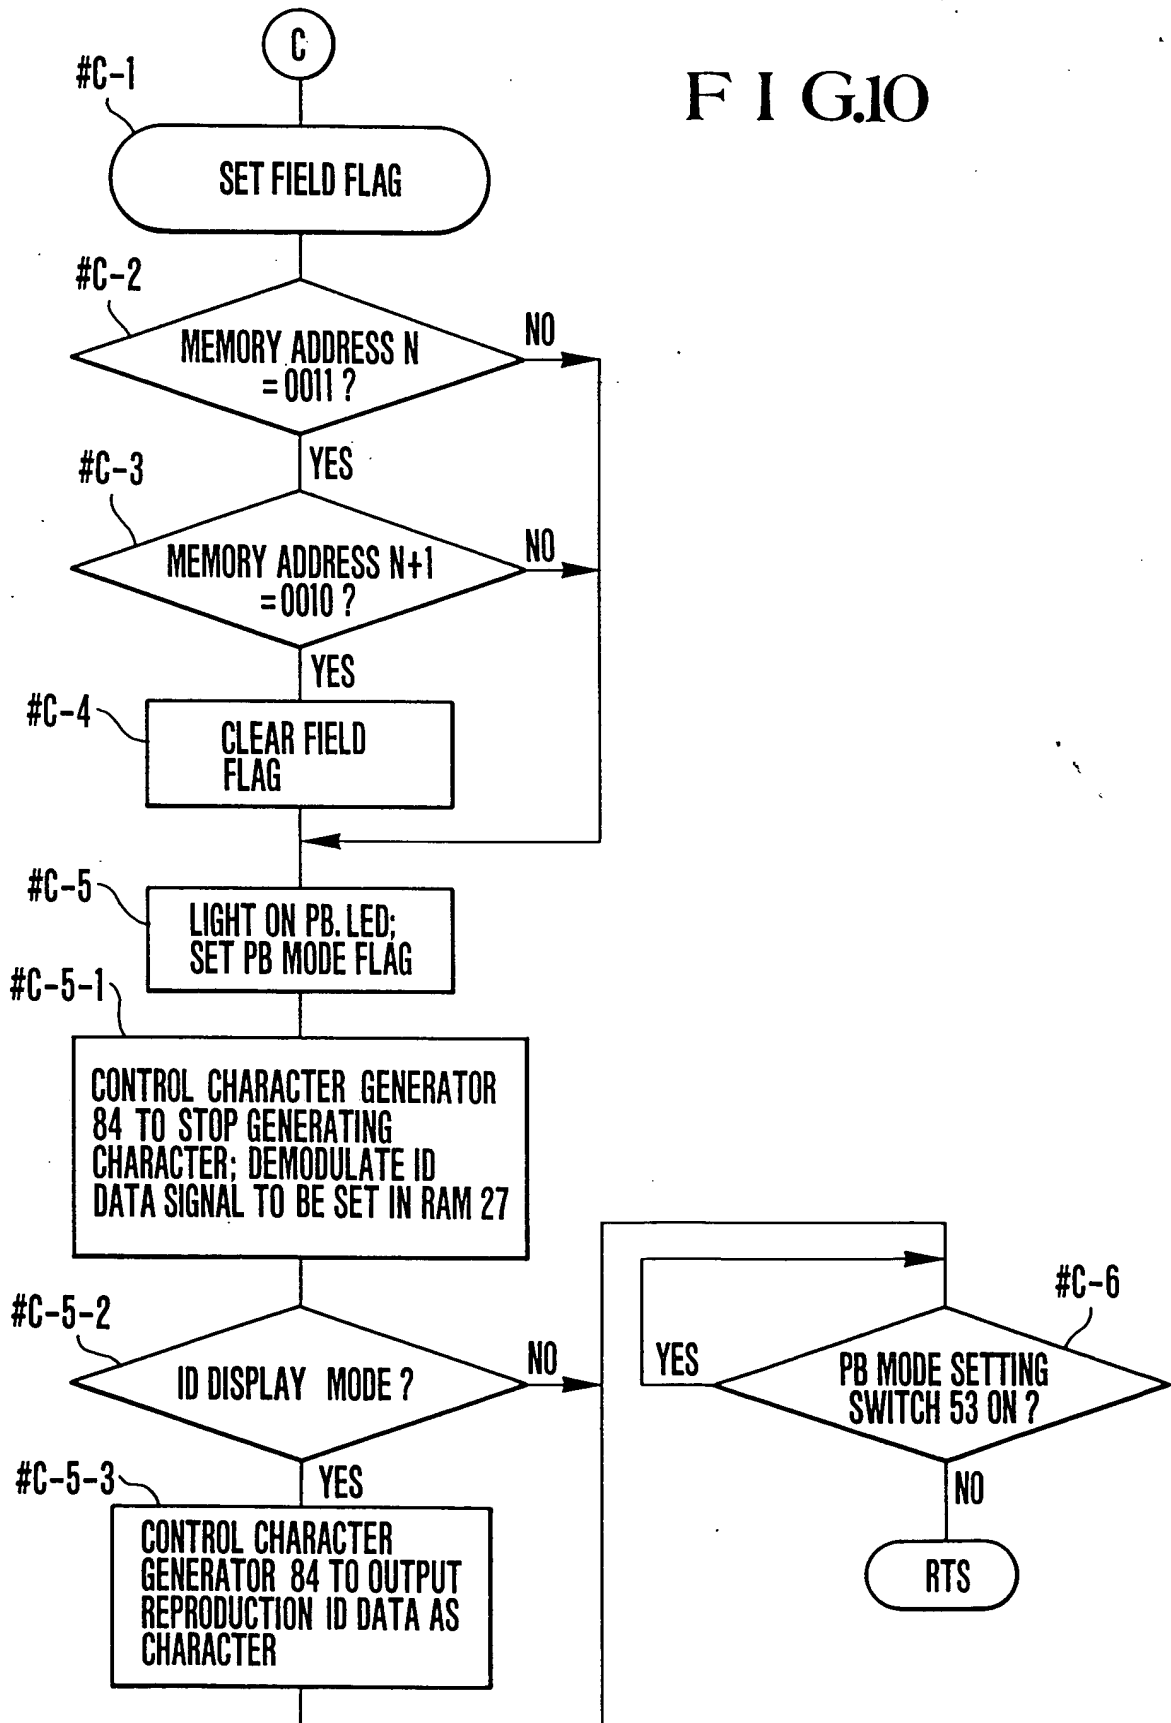 C
FIG.10
#C-1
SET FIELD FLAG
#C-2
MEMORY ADDRESS N
=0011 ?
NO
YES
#C-3
MEMORY ADDRESS N+1
=0010 ?
NO
YES
#C-4
CLEAR FIELD
FLAG
#C-5
LIGHT ON PB. LED;
SET PB MODE FLAG
#C-5-1
CONTROL CHARACTER GENERATOR
84 TO STOP GENERATING
CHARACTER; DEMODULATE ID
DATA SIGNAL TO BE SET IN RAM 27
#C-5-2
ID DISPLAY MODE ?
NO
YES
#C-5-3
CONTROL CHARACTER
GENERATOR 84 TO OUTPUT
REPRODUCTION ID DATA AS
CHARACTER
#C-6
PB MODE SETTING
SWITCH 53 ON ?
YES
NO
RTS